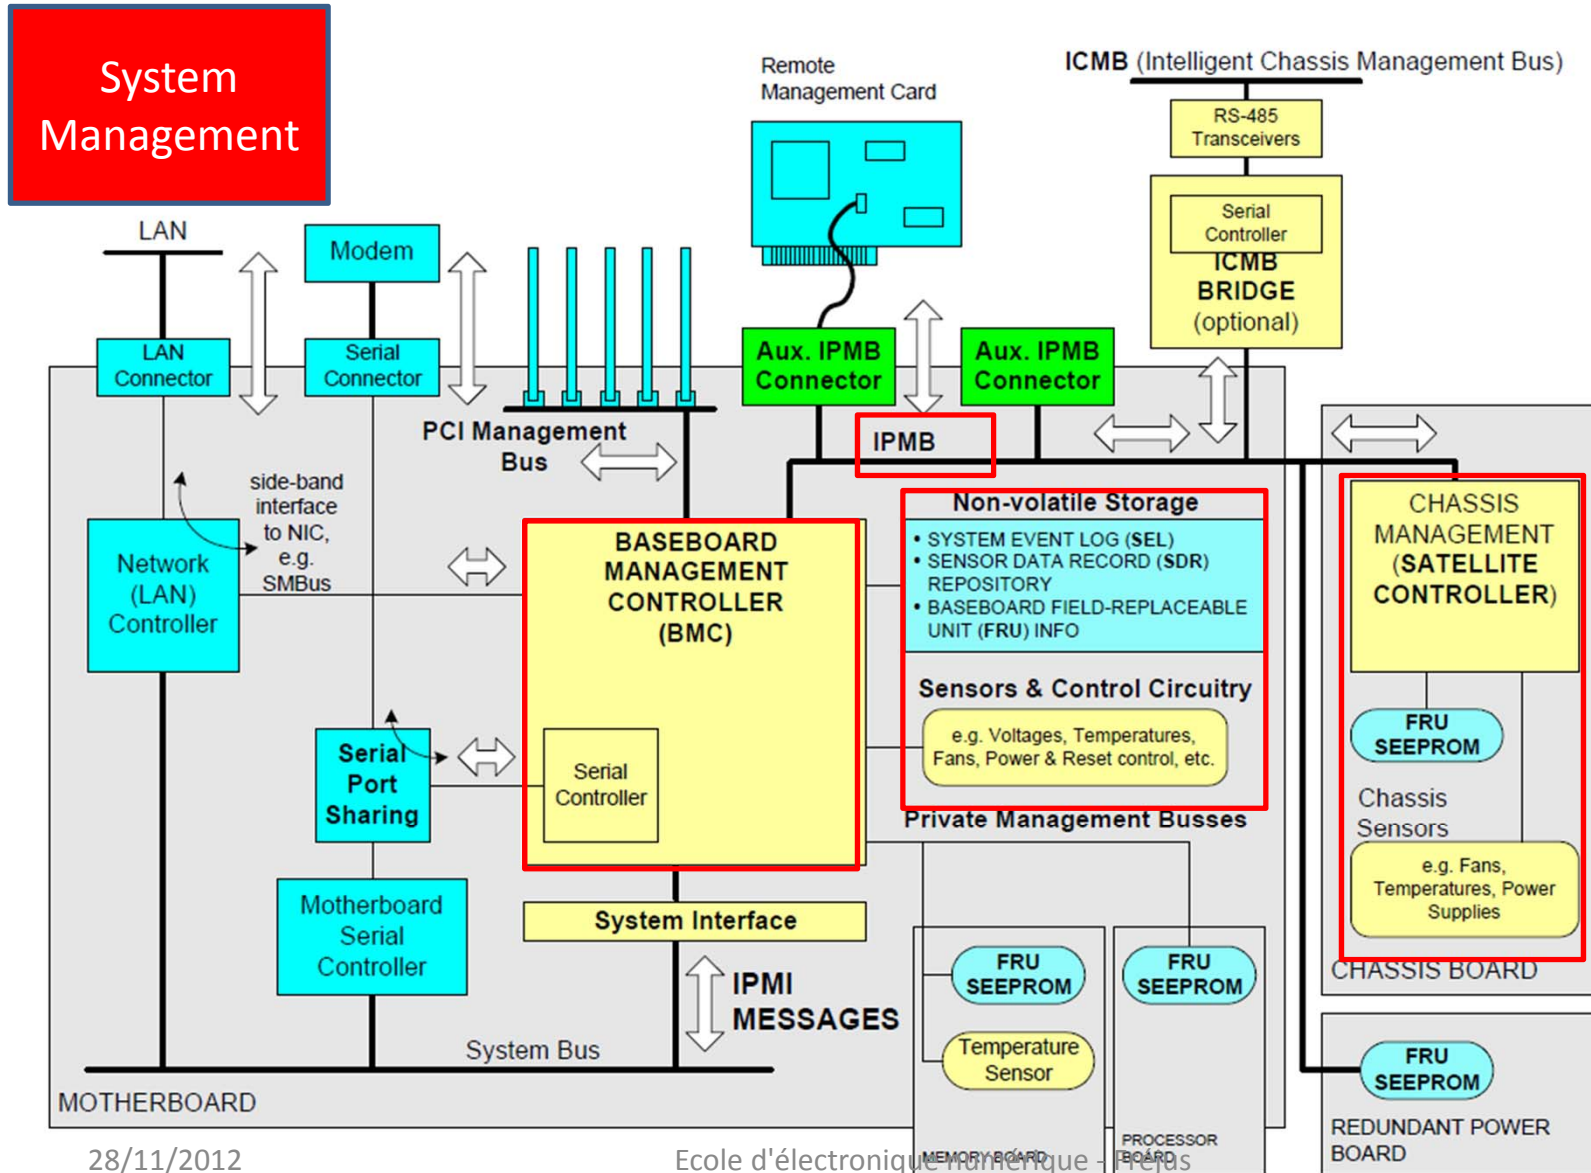 System
Management
Remote
Management Card
ICMB (Intelligent Chassis Management Bus)
RS-485
Transceivers
Serial
Controller
ICMB
BRIDGE
(optional)
LAN
Modem
LAN
Connector
Serial
Connector
Aux. IPMB
Connector
Aux. IPMB
Connector
PCI Management
Bus
IPMB
side-band
interface
to NIC,
e.g.
SMBus
Network
(LAN)
Controller
BASEBOARD
MANAGEMENT
CONTROLLER
(BMC)
Non-volatile Storage
• SYSTEM EVENT LOG (SEL)
• SENSOR DATA RECORD (SDR)
REPOSITORY
• BASEBOARD FIELD-REPLACEABLE
UNIT (FRU) INFO
CHASSIS
MANAGEMENT
(SATELLITE
CONTROLLER)
Sensors & Control Circuitry
e.g. Voltages, Temperatures,
Fans, Power & Reset control, etc.
FRU
SEEPROM
Serial
Port
Sharing
Serial
Controller
Private Management Busses
Chassis
Sensors
e.g. Fans,
Temperatures, Power
Supplies
Motherboard
Serial
Controller
System Interface
FRU
SEEPROM
FRU
SEEPROM
CHASSIS BOARD
IPMI
MESSAGES
System Bus
Temperature
Sensor
FRU
SEEPROM
MOTHERBOARD
MEMORY BOARD
PROCESSOR
BOARD
REDUNDANT POWER
BOARD
28/11/2012
Ecole d'électronique numérique - Fréjus